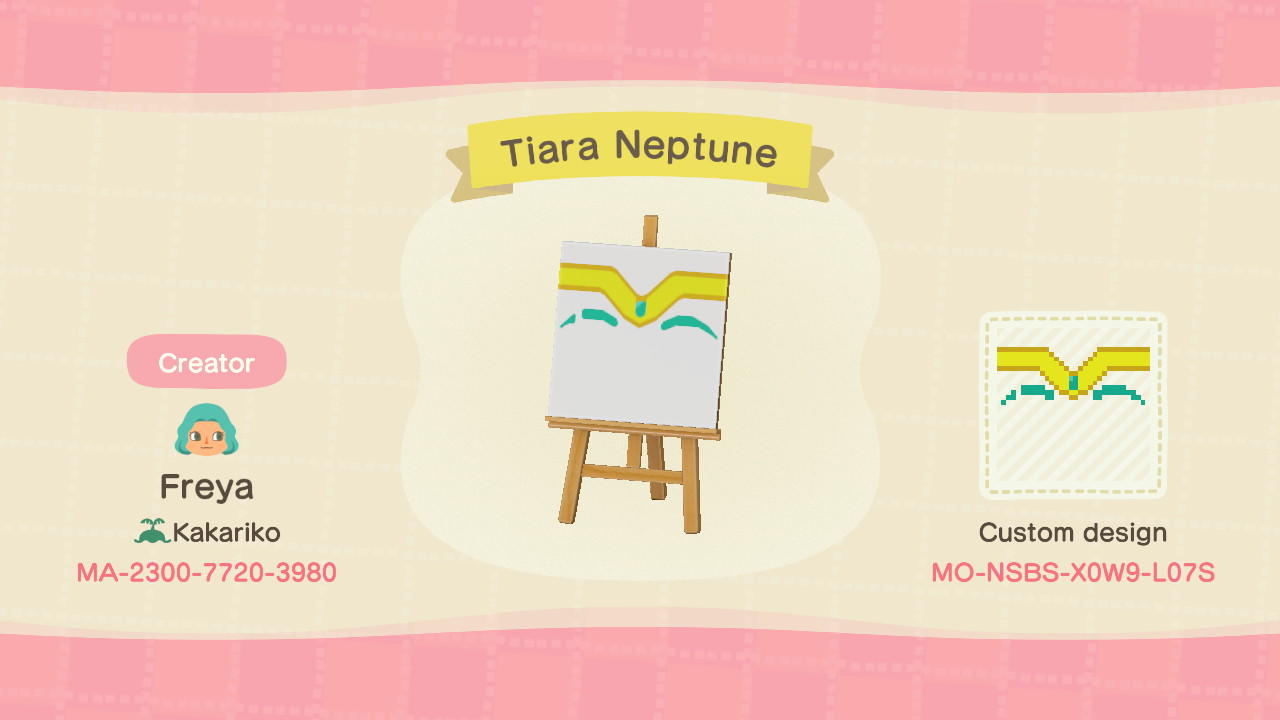 Tiara Neptune
Creator
Freya
Kakariko
MA-2300-7720-3980
Custom design
MO-NSBS-X0W9-L07S